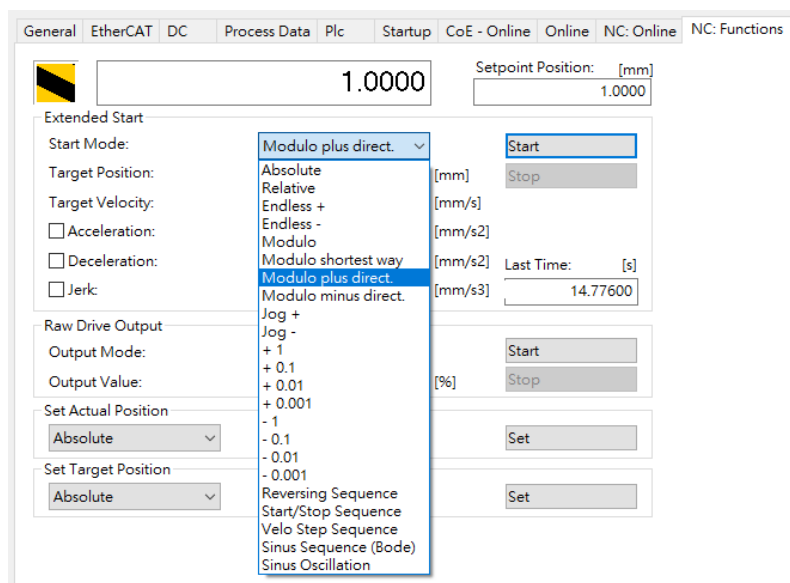 General EtherCAT DC Process Data Plc Startup CoE - Online Online NC: Online NC: Functions
1.0000
Setpoint Position: [mm]
1.0000
Extended Start
Start Mode: Modulo plus direct. Start
Target Position: [mm] Stop
Target Velocity: [mm/s]
Acceleration: [mm/s2]
Deceleration: [mm/s2] Last Time: [s]
Jerk: [mm/s3] 14.77600
Absolute
Relative
Endless +
Endless -
Modulo
Modulo shortest way
Modulo plus direct.
Modulo minus direct.
Jog +
Jog -
+ 1
+ 0.1
+ 0.01
+ 0.001
- 1
- 0.1
- 0.01
- 0.001
Reversing Sequence
Start/Stop Sequence
Velo Step Sequence
Sinus Sequence (Bode)
Sinus Oscillation
Raw Drive Output
Output Mode: Start
Output Value: [%] Stop
Set Actual Position
Absolute Set
Set Target Position
Absolute Set